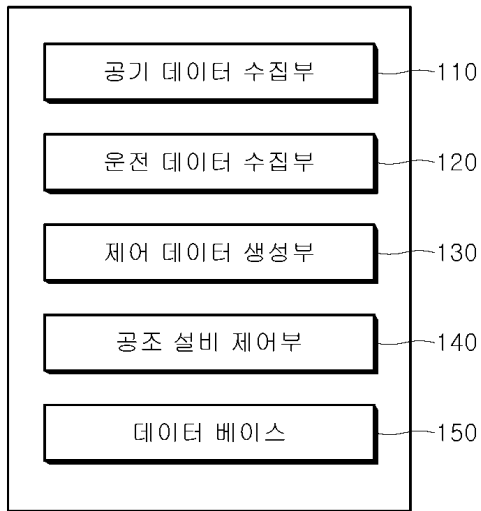 공기 데이터 수집부 110
운전 데이터 수집부 120
제어 데이터 생성부 130
공조 설비 제어부 140
데이터 베이스 150